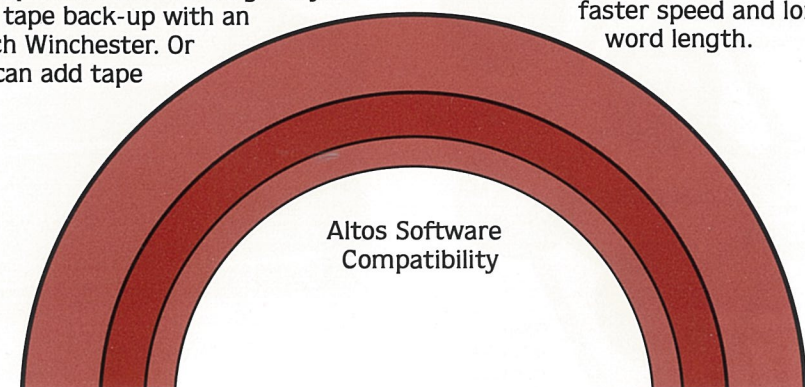 tape back-up with an
Winchester. Or
can add tape
faster speed and
word length.
Altos Software
Compatibility